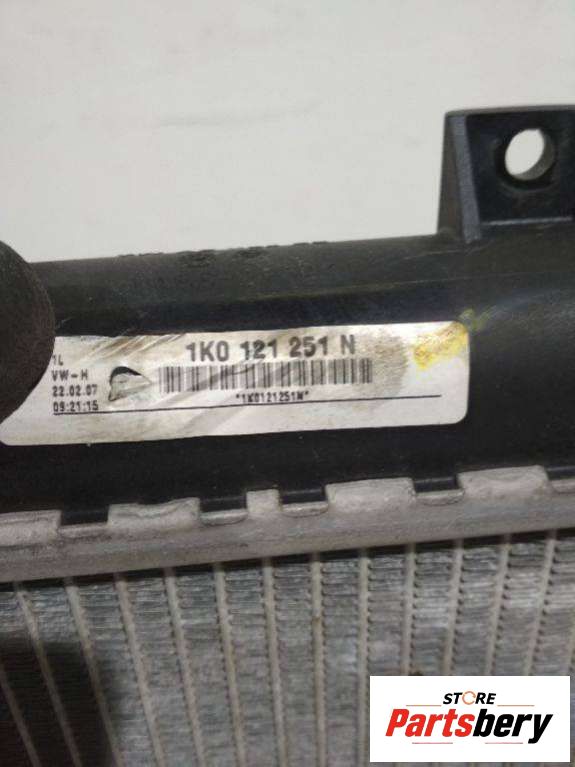 1K0 121 251 N
VW-H
22.02.07
09:21:15
*1K0121251N*
STORE
Partsbery